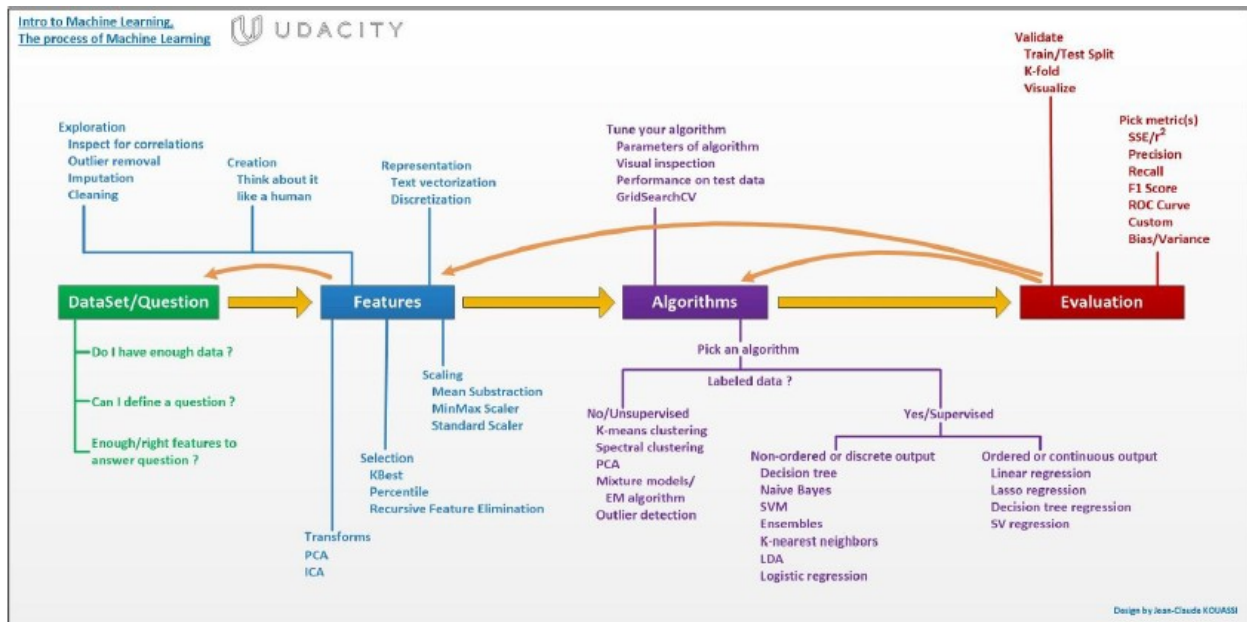 Intro to Machine Learning,
The process of Machine Learning
UDACITY
Validate
Train/Test Split
K-fold
Visualize
Pick metric(s)
SSE/r²
Precision
Recall
F1 Score
ROC Curve
Custom
Bias/Variance
Exploration
Inspect for correlations
Outlier removal
Imputation
Cleaning
Creation
Think about it
like a human
Representation
Text vectorization
Discretization
Tune your algorithm
Parameters of algorithm
Visual inspection
Performance on test data
GridSearchCV
DataSet/Question
Features
Algorithms
Evaluation
Do I have enough data ?
Can I define a question ?
Enough/right features to
answer question ?
Scaling
Mean Substraction
MinMax Scaler
Standard Scaler
Selection
KBest
Percentile
Recursive Feature Elimination
Transforms
PCA
ICA
Pick an algorithm
Labeled data ?
No/Unsupervised
K-means clustering
Spectral clustering
PCA
Mixture models/
EM algorithm
Outlier detection
Yes/Supervised
Non-ordered or discrete output
Decision tree
Naive Bayes
SVM
Ensembles
K-nearest neighbors
LDA
Logistic regression
Ordered or continuous output
Linear regression
Lasso regression
Decision tree regression
SV regression
Design by Jean-Claude KOUASSI